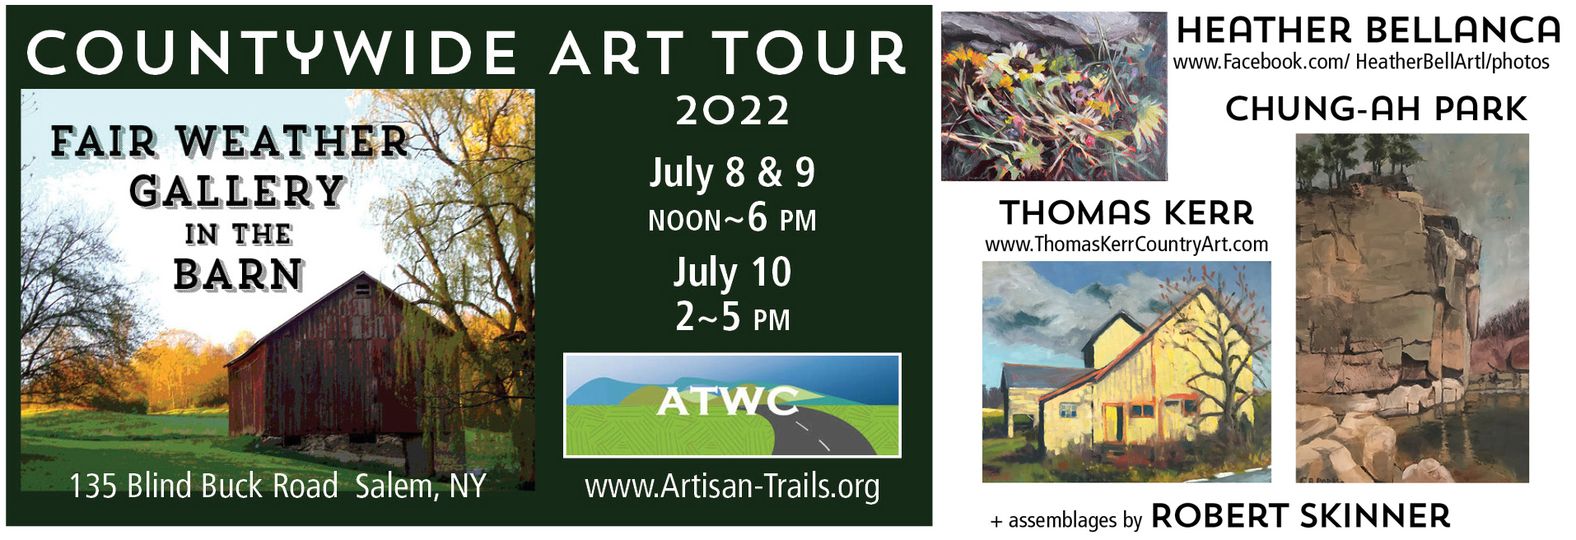 COUNTYWIDE ART TOUR
2022
FAIR WEATHER
GALLERY
IN THE
BARN
135 Blind Buck Road Salem, NY
July 8 & 9
NOON~6 PM
July 10
2~5 PM
ATWC
www.Artisan-Trails.org
HEATHER BELLANCA
www.Facebook.com/ HeatherBellArtl/photos
CHUNG-AH PARK
THOMAS KERR
www.ThomasKerrCountryArt.com
+ assemblages by ROBERT SKINNER